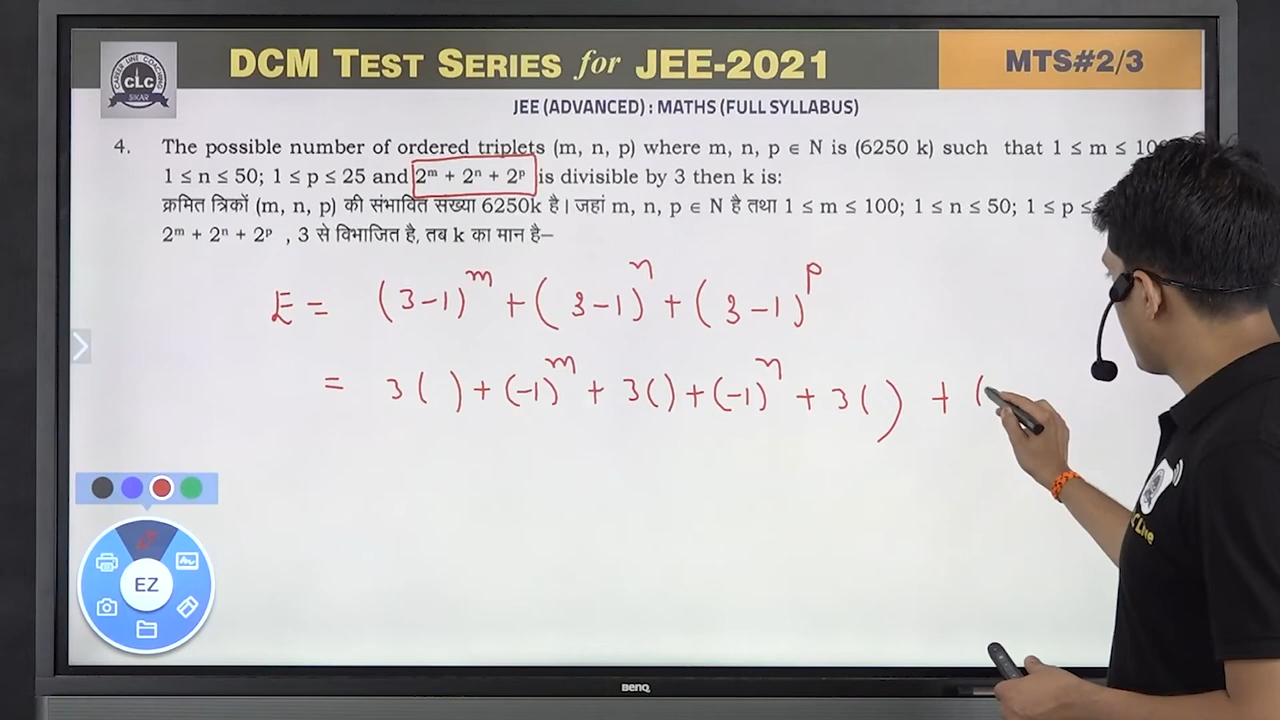 DCM TEST SERIES for JEE-2021
MTS#2/3
CAREER LINE COACHING
CLC
SIKAR
JEE (ADVANCED) : MATHS (FULL SYLLABUS)
4. The possible number of ordered triplets (m, n, p) where m, n, p ∈ N is (6250 k) such that 1 ≤ m ≤ 10
1 ≤ n ≤ 50; 1 ≤ p ≤ 25 and 2ᵐ + 2ⁿ + 2ᵖ is divisible by 3 then k is:
क्रमित त्रिकों (m, n, p) की संभावित संख्या 6250k है। जहां m, n, p ∈ N है तथा 1 ≤ m ≤ 100; 1 ≤ n ≤ 50; 1 ≤ p ≤
2ᵐ + 2ⁿ + 2ᵖ , 3 से विभाजित है, तब k का मान है–
E = (3-1)ᵐ + (3-1)ⁿ + (3-1)ᵖ
= 3( ) + (-1)ᵐ + 3() + (-1)ⁿ + 3( ) + (
EZ
BenQ